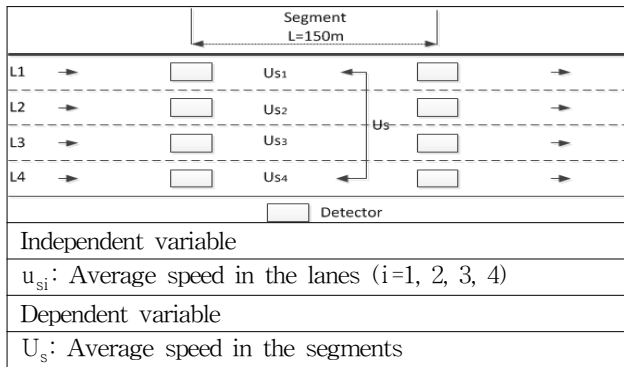 Segment
L=150m
L1 Us1
L2 Us2
Us
L3 Us3
L4 Us4
Detector
Independent variable
usi: Average speed in the lanes (i=1, 2, 3, 4)
Dependent variable
Us: Average speed in the segments